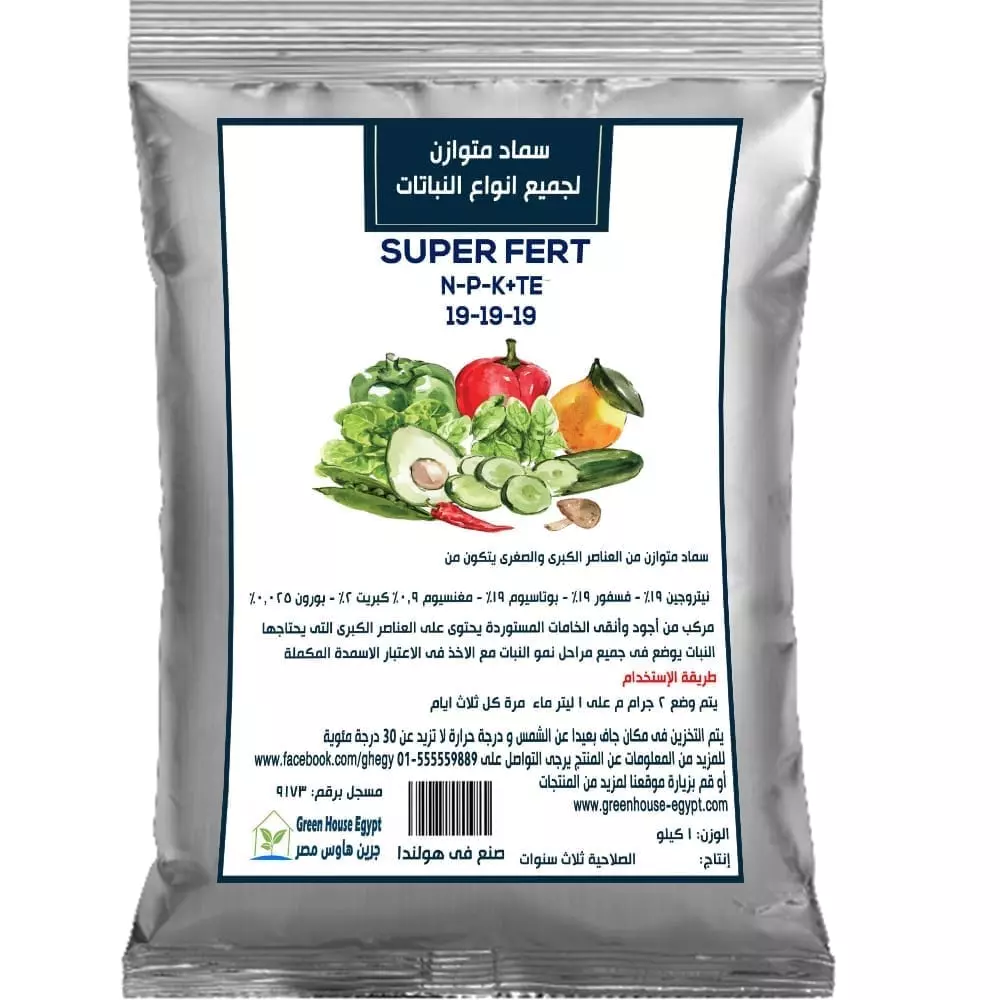 سماد متوازن
لجميع انواع النباتات
SUPER FERT
N-P-K+TE
19-19-19
سماد متوازن من العناصر الكبرى والصغرى يتكون من
نيتروجين ١٩٪ - فسفور ١٩٪ - بوتاسيوم ١٩٪ - مغنسيوم ٠,٩٪ كبريت ٢٪ - بورون ٠,٠٢٥٪
مركب من أجود وأنقى الخامات المستوردة يحتوى على العناصر الكبرى التى يحتاجها
النبات يوضع فى جميع مراحل نمو النبات مع الاخذ فى الاعتبار الاسمدة المكملة
طريقة الإستخدام
يتم وضع ٢ جرام م على ١ ليتر ماء مرة كل ثلاث ايام
يتم التخزين فى مكان جاف بعيدا عن الشمس و درجة حرارة لا تزيد عن 30 درجة مئوية
للمزيد من المعلومات عن المنتج يرجى التواصل على 01-555559889 www.facebook.com/ghegy
أو قم بزيارة موقعنا لمزيد من المنتجات
www.greenhouse-egypt.com
مسجل برقم: ٩١٧٣
Green House Egypt
جرين هاوس مصر
صنع فى هولندا
الوزن: ١ كيلو
إنتاج: الصلاحية ثلاث سنوات